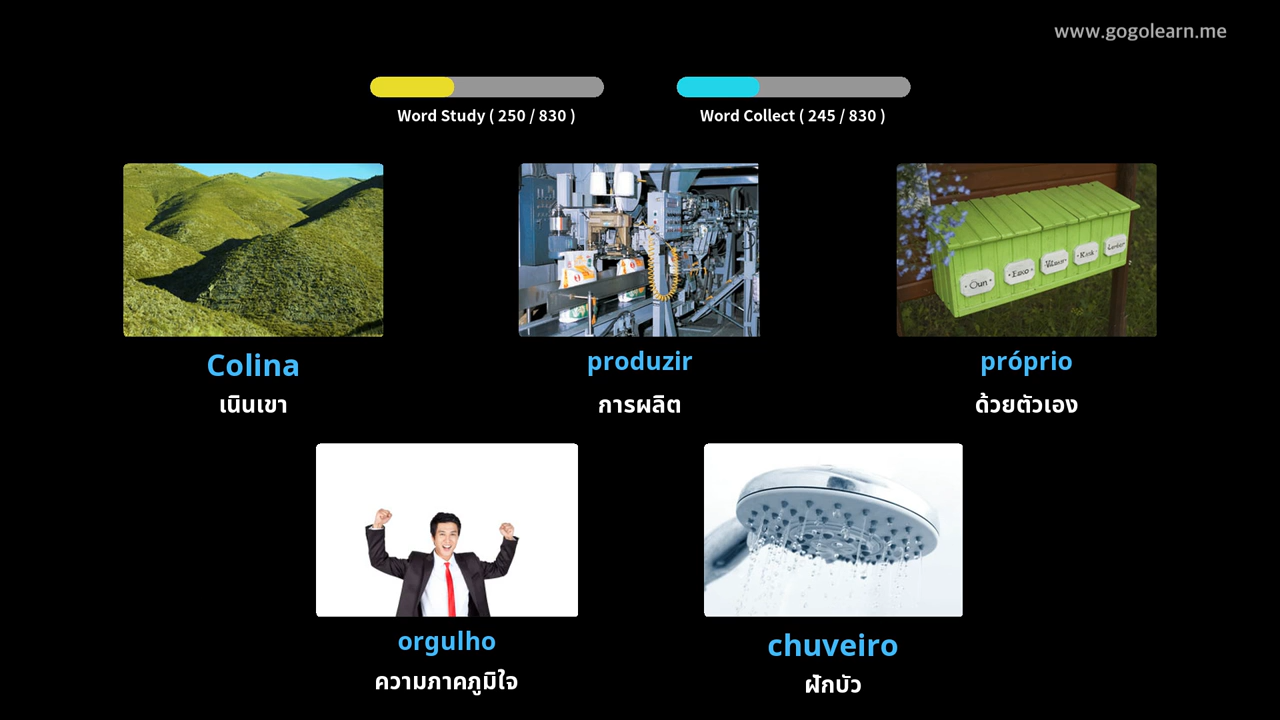 www.gogolearn.me
Word Study ( 250 / 830 )
Word Collect ( 245 / 830 )
Colina
เนินเขา
produzir
การผลิต
próprio
ด้วยตัวเอง
orgulho
ความภาคภูมิใจ
chuveiro
ฝักบัว